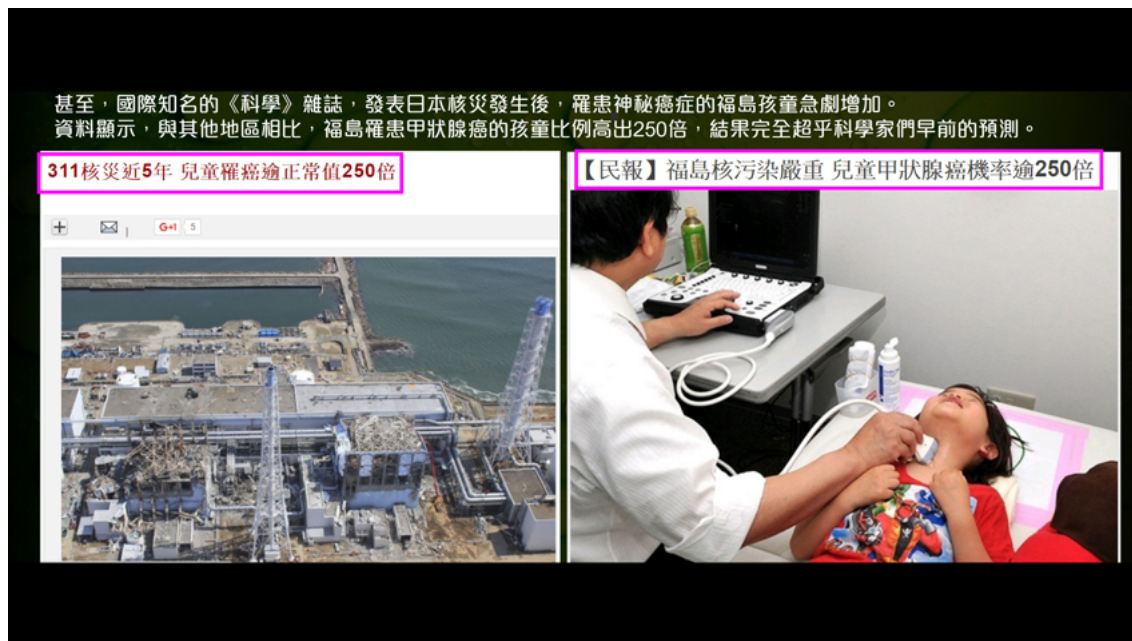 甚至，國際知名的《科學》雜誌，發表日本核災發生後，罹患神秘癌症的福島孩童急劇增加。
資料顯示，與其他地區相比，福島罹患甲狀腺癌的孩童比例高出250倍，結果完全超乎科學家們早前的預測。
311核災近5年 兒童罹癌逾正常值250倍
【民報】福島核污染嚴重 兒童甲狀腺癌機率逾250倍
G+1 5